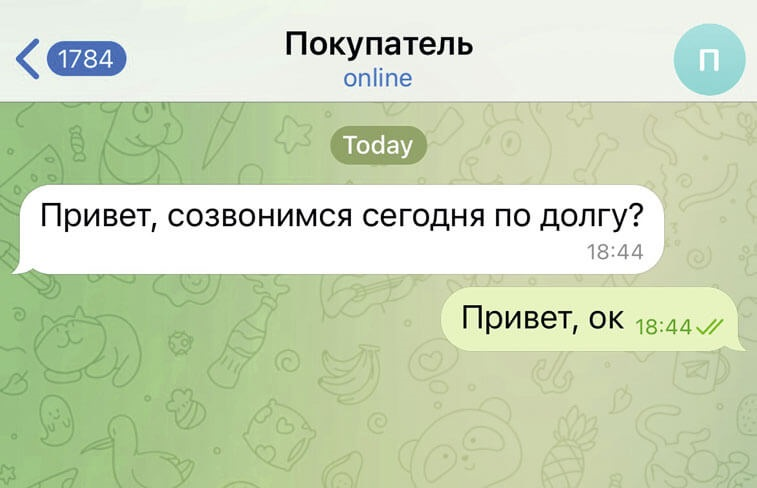 1784
Покупатель
online
П
Today
Привет, созвонимся сегодня по долгу?
18:44
Привет, ок 18:44